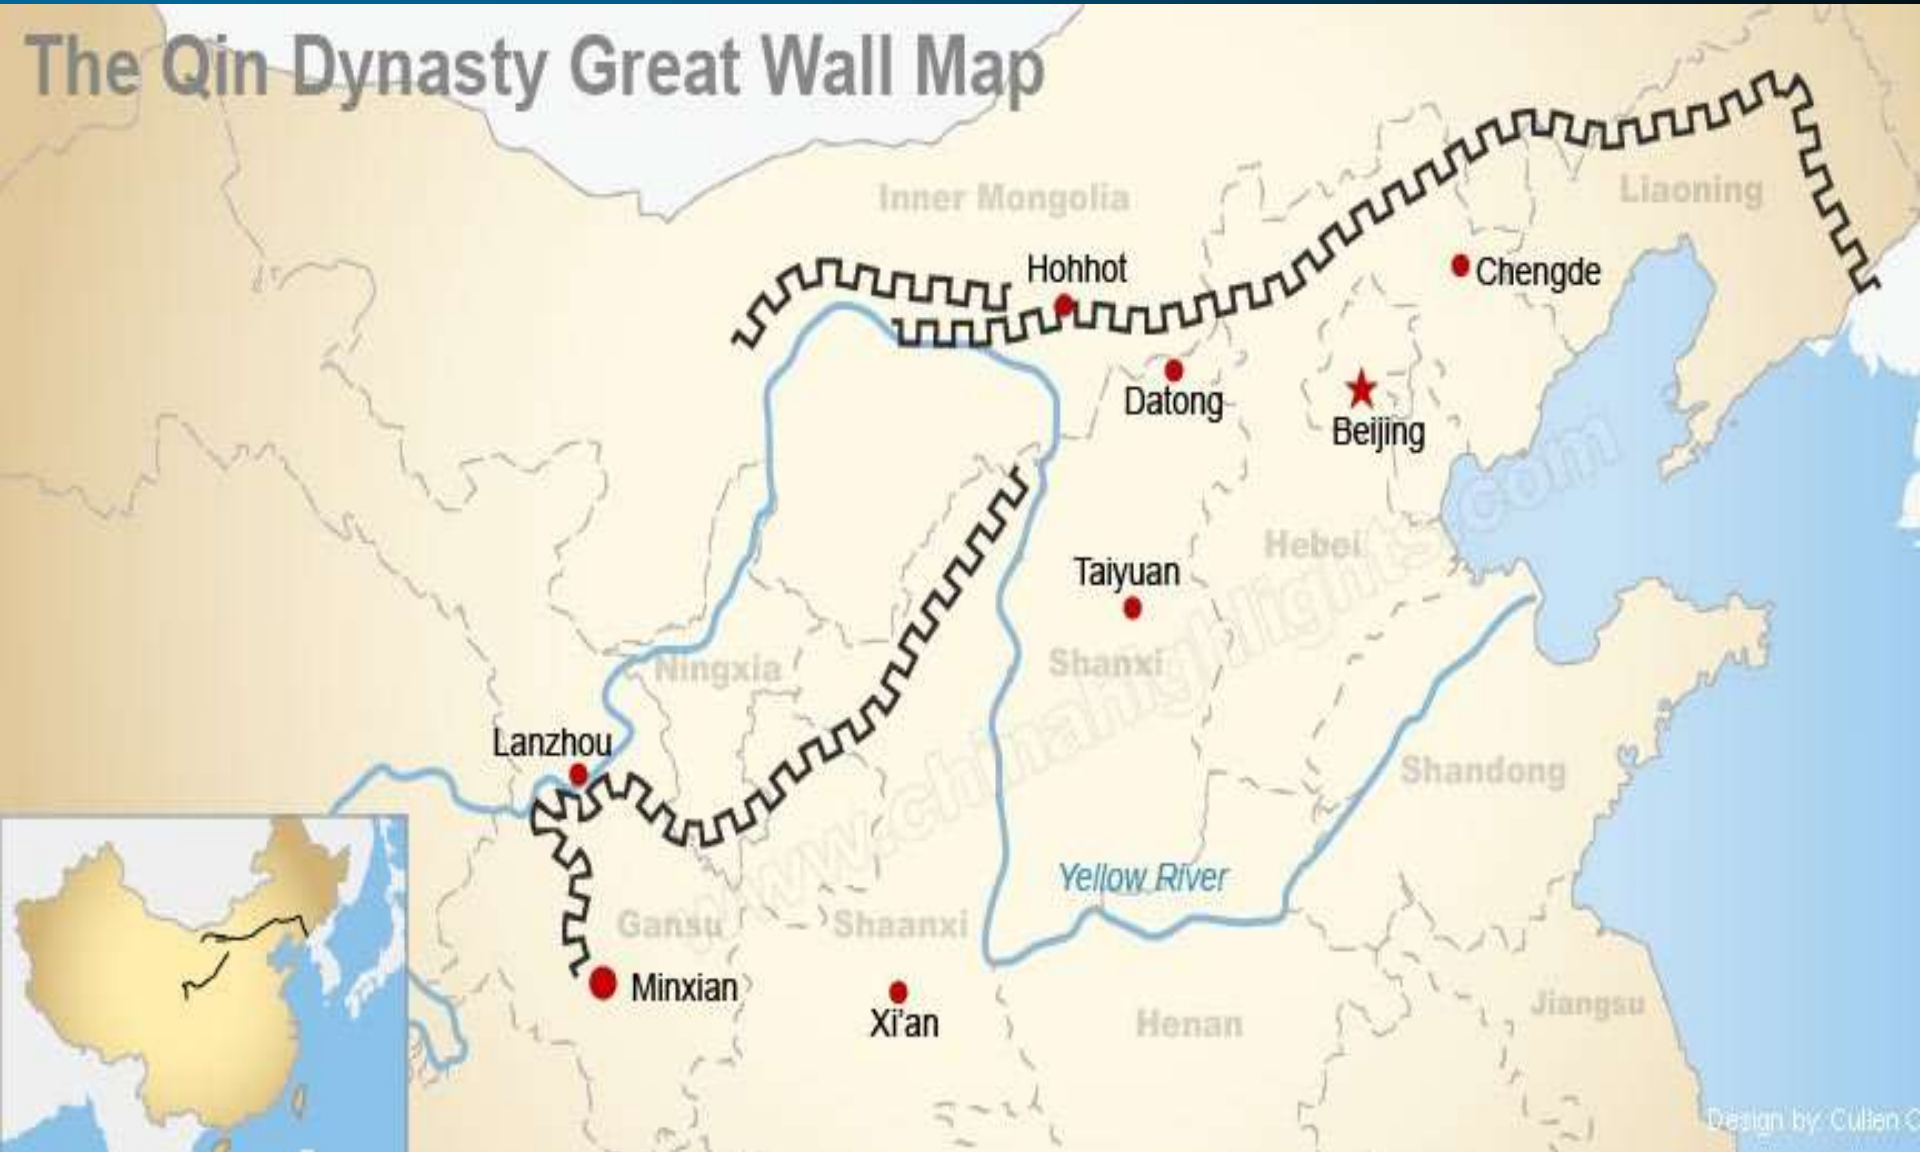 The Qin Dynasty Great Wall Map
Inner Mongolia
Liaoning
Hohhot
Chengde
Datong
Beijing
www.chinahighlights.com
Heboi
Taiyuan
Shanxi
Ningxia
Lanzhou
Shandong
Yellow River
Gansu
Shaanxi
Minxian
Xi'an
Henan
Jiangsu
Design by: Cullen C